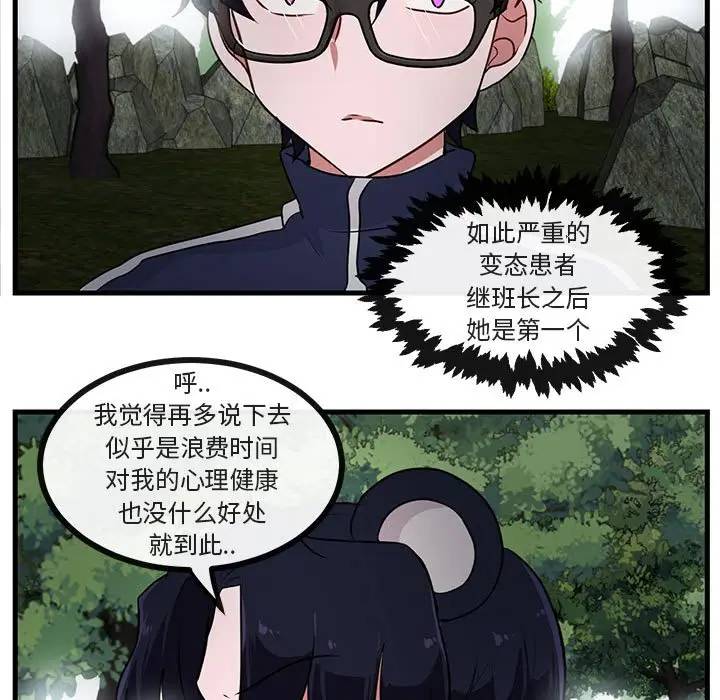 如此严重的
变态患者
继班长之后
她是第一个
呼..
我觉得再多说下去
似乎是浪费时间
对我的心理健康
也没什么好处
就到此..